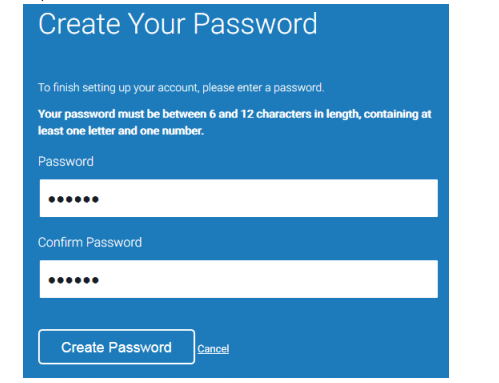 Create Your Password
To finish setting up your account, please enter a password.
Your password must be between 6 and 12 characters in length, containing at
least one letter and one number.
Password
••••••
Confirm Password
••••••
Create Password Cancel